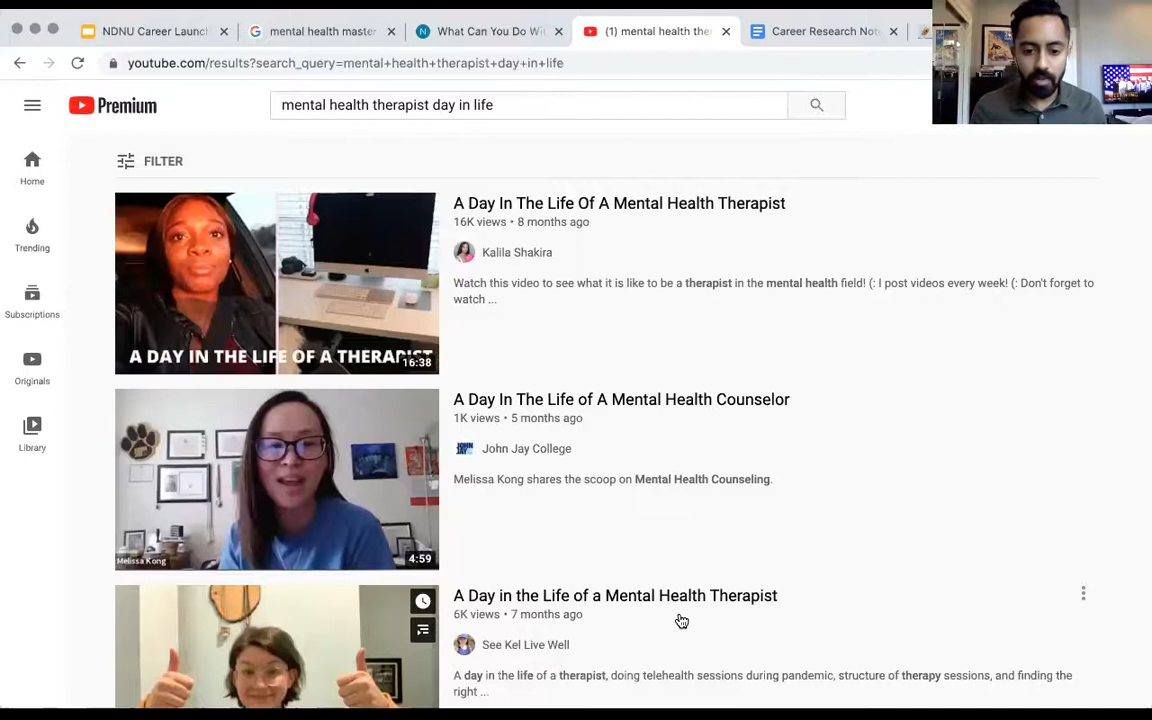 NDNU Career Launch
mental health master
What Can You Do Wi
(1) mental health ther
Career Research Not
youtube.com/results?search_query=mental+health+therapist+day+in+life
Premium
mental health therapist day in life
FILTER
Home
Trending
Subscriptions
Originals
Library
A DAY IN THE LIFE OF A THERAPIST
16:38
A Day In The Life Of A Mental Health Therapist
16K views • 8 months ago
Kalila Shakira
Watch this video to see what it is like to be a therapist in the mental health field! (: I post videos every week! (: Don't forget to
watch ...
Melissa Kong
4:59
A Day In The Life of A Mental Health Counselor
1K views • 5 months ago
JOHN
JAY
John Jay College
Melissa Kong shares the scoop on Mental Health Counseling.
A Day in the Life of a Mental Health Therapist
6K views • 7 months ago
See Kel Live Well
A day in the life of a therapist, doing telehealth sessions during pandemic, structure of therapy sessions, and finding the
right ...